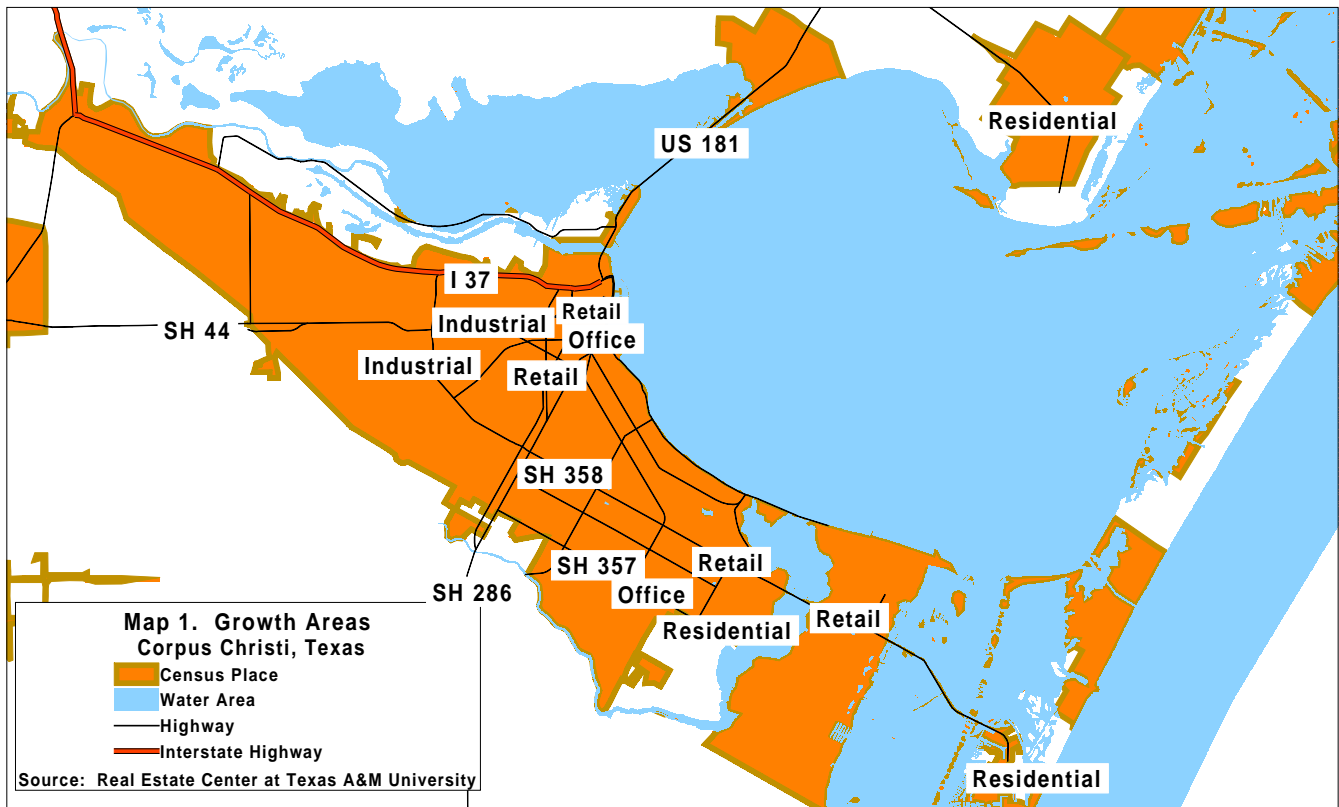 Residential
US 181
I 37
Retail
Industrial
SH 44
Office
Industrial
Retail
SH 358
Retail
SH 357
SH 286
Office
Retail
Residential
Map 1.  Growth Areas
Corpus Christi, Texas
Census Place
Water Area
Highway
Interstate Highway
Source:  Real Estate Center at Texas A&M University
Residential